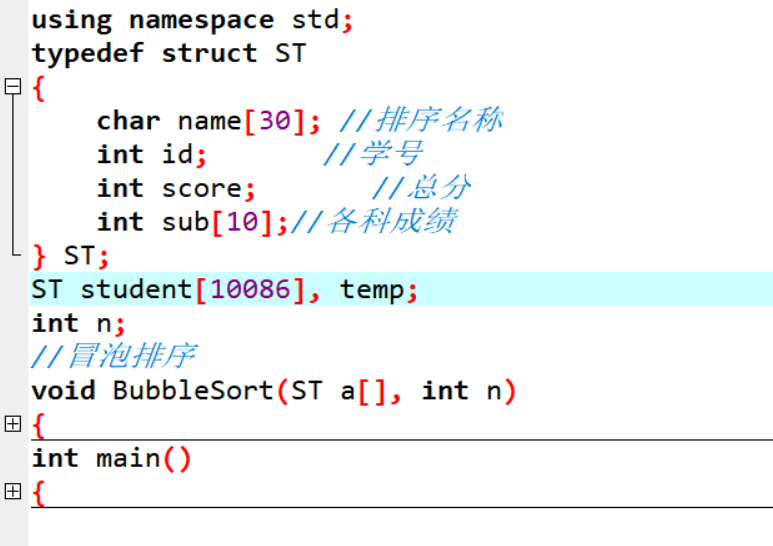 using namespace std;
typedef struct ST
{
char name[30]; //排序名称
int id; //学号
int score; //总分
int sub[10];//各科成绩
} ST;
ST student[10086], temp;
int n;
//冒泡排序
void BubbleSort(ST a[], int n)
{
int main()
{